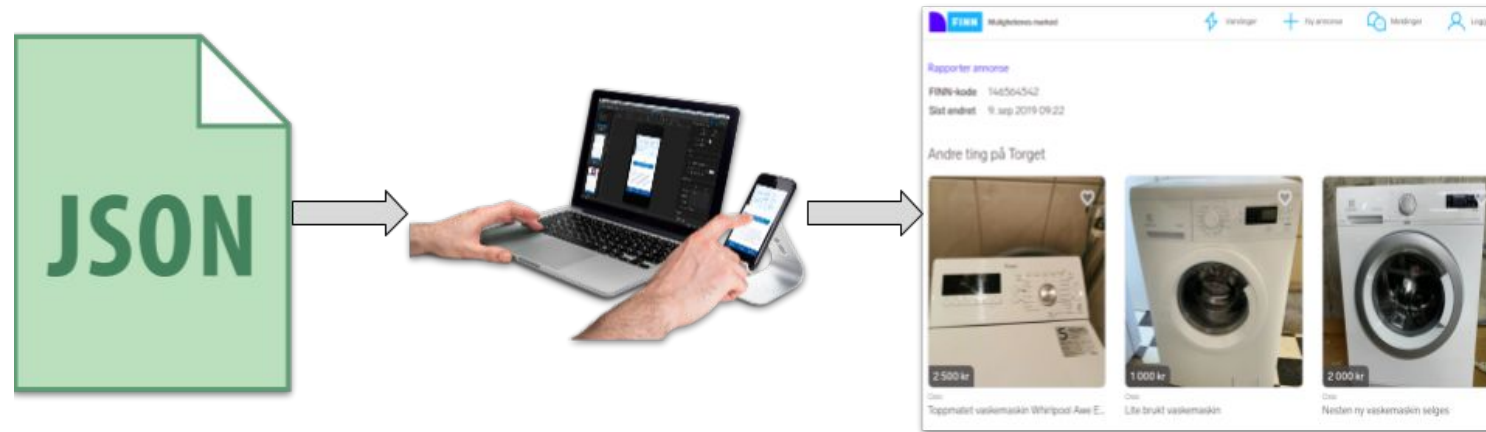 JSON
FINN Mulighetenes marked
Varslinger
Ny annonse
Meldinger
Logg
Rapporter annonse
FINN-kode 146564542
Sist endret 9. sep 2019 09:22
Andre ting på Torget
2 500 kr
1 000 kr
2 000 kr
Oslo
Oslo
Oslo
Toppmatet vaskemaskin Whirlpool Awe E...
Lite brukt vaskemaskin
Nesten ny vaskemaskin selges